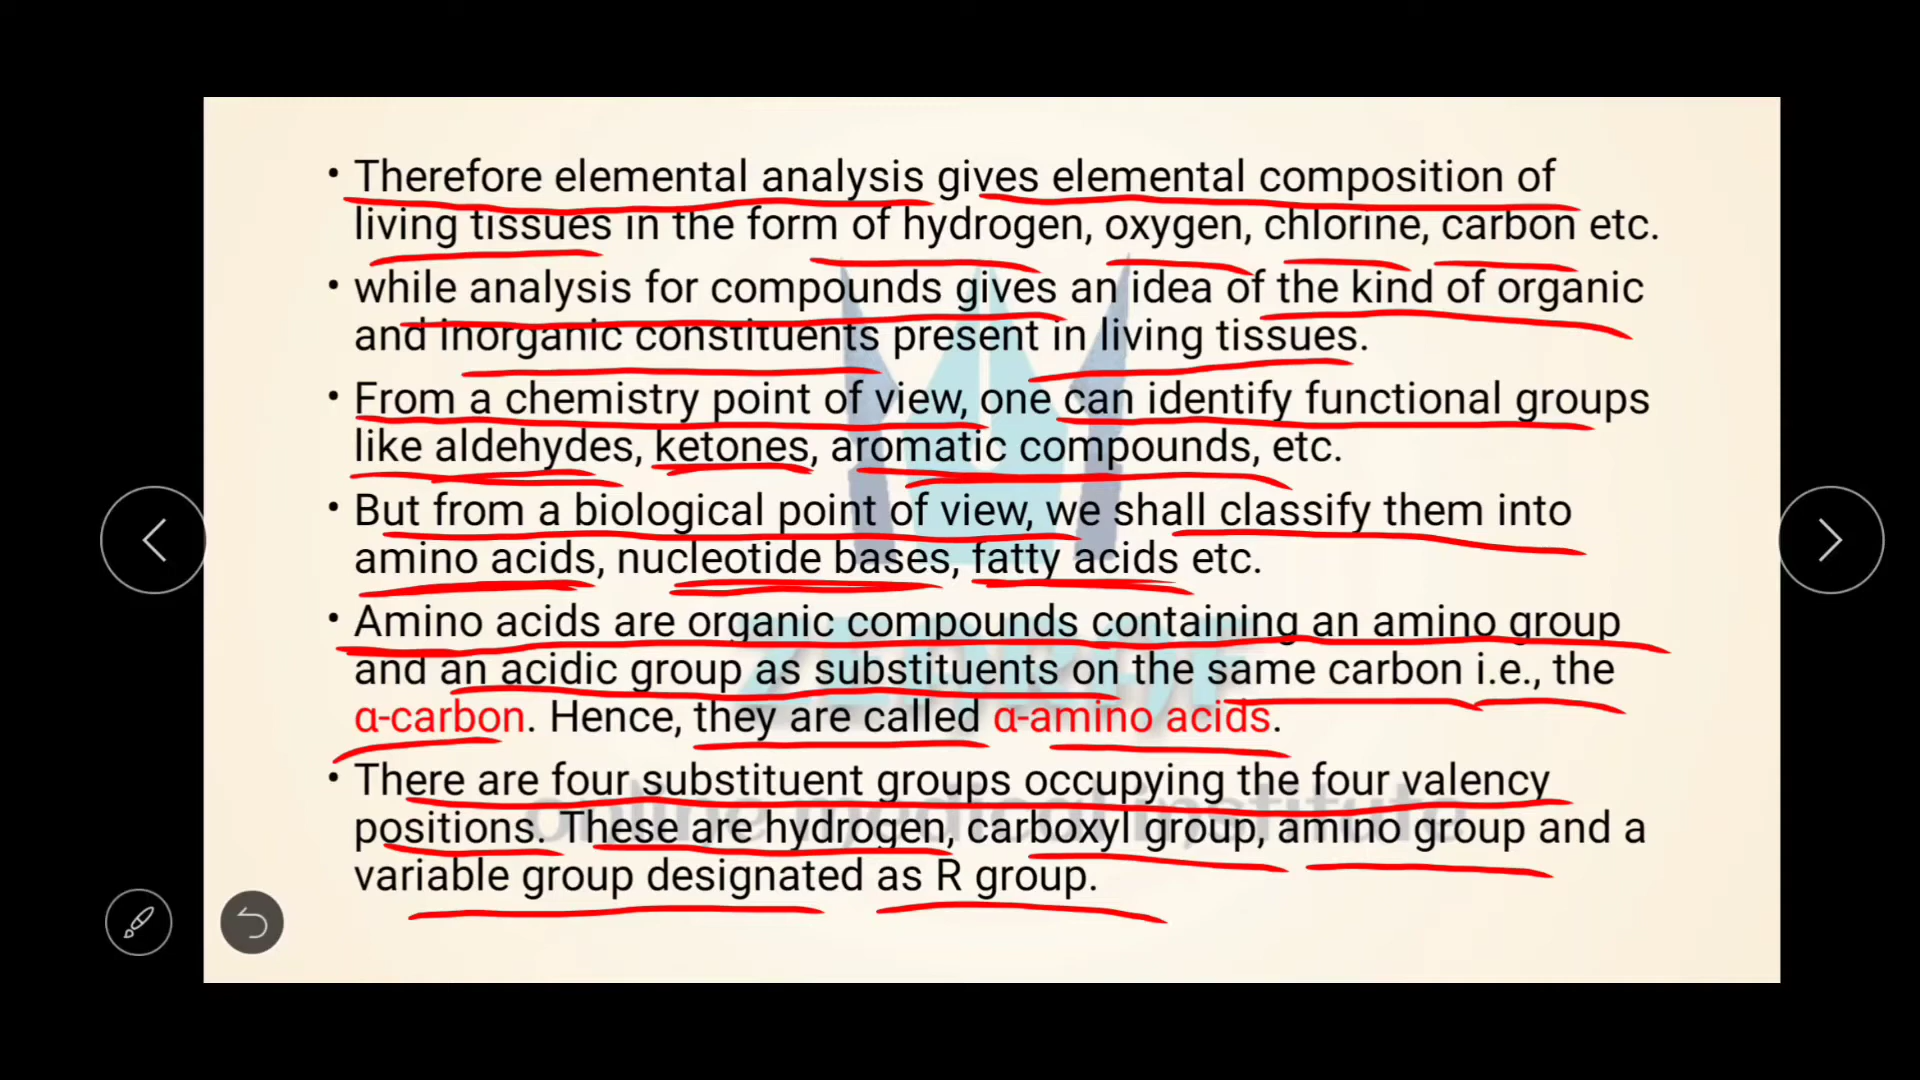 • Therefore elemental analysis gives elemental composition of
living tissues in the form of hydrogen, oxygen, chlorine, carbon etc.
• while analysis for compounds gives an idea of the kind of organic
and inorganic constituents present in living tissues.
• From a chemistry point of view, one can identify functional groups
like aldehydes, ketones, aromatic compounds, etc.
• But from a biological point of view, we shall classify them into
amino acids, nucleotide bases, fatty acids etc.
• Amino acids are organic compounds containing an amino group
and an acidic group as substituents on the same carbon i.e., the
α-carbon. Hence, they are called α-amino acids.
• There are four substituent groups occupying the four valency
positions. These are hydrogen, carboxyl group, amino group and a
variable group designated as R group.
online medical institute